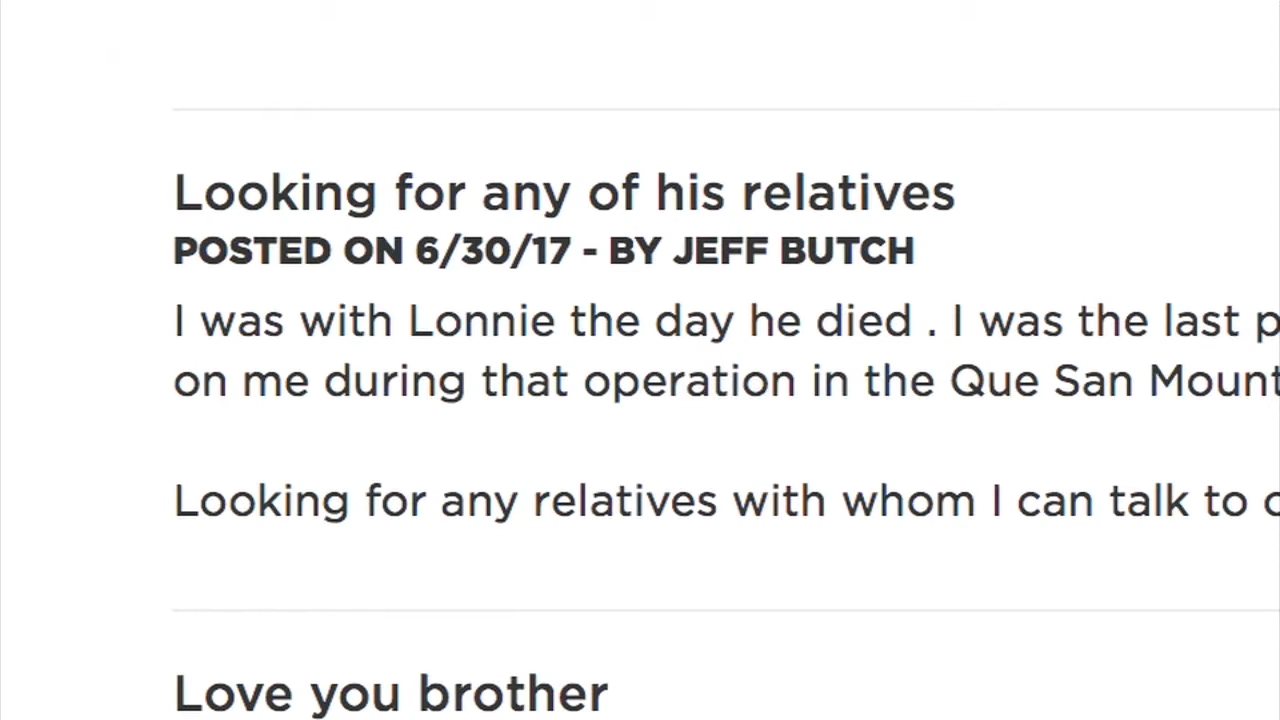 Looking for any of his relatives
POSTED ON 6/30/17 - BY JEFF BUTCH
I was with Lonnie the day he died . I was the last
on me during that operation in the Que San
Looking for any relatives with whom I can talk to
Love you brother